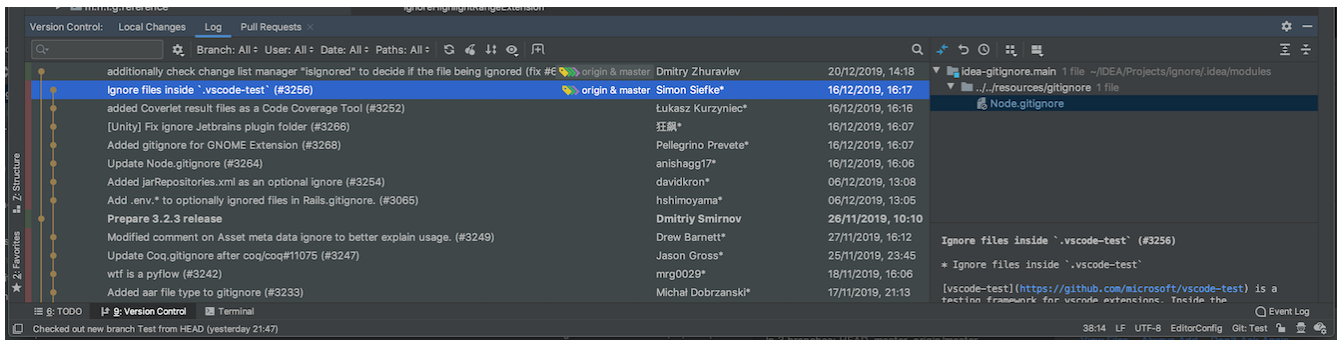 ignoreHighlightRangeExtension
Version Control: Local Changes Log Pull Requests
Branch: All User: All Date: All Paths: All
additionally check change list manager "isIgnored" to decide if the file being ignored (fix #6 origin & master Dmitry Zhuravlev 20/12/2019, 14:18
Ignore files inside `.vscode-test` (#3256) origin & master Simon Siefke* 16/12/2019, 16:17
added Coverlet result files as a Code Coverage Tool (#3252) Łukasz Kurzyniec* 16/12/2019, 16:16
[Unity] Fix ignore Jetbrains plugin folder (#3266) 狂飙* 16/12/2019, 16:07
Added gitignore for GNOME Extension (#3268) Pellegrino Prevete* 16/12/2019, 16:07
Update Node.gitignore (#3264) anishagg17* 16/12/2019, 16:06
Added jarRepositories.xml as an optional ignore (#3254) davidkron* 06/12/2019, 13:08
Add .env.* to optionally ignored files in Rails.gitignore. (#3065) hshimoyama* 06/12/2019, 13:05
Prepare 3.2.3 release Dmitriy Smirnov 26/11/2019, 10:10
Modified comment on Asset meta data ignore to better explain usage. (#3249) Drew Barnett* 27/11/2019, 16:12
Update Coq.gitignore after coq/coq#11075 (#3247) Jason Gross* 25/11/2019, 23:45
wtf is a pyflow (#3242) mrg0029* 18/11/2019, 16:06
Added aar file type to gitignore (#3233) Michał Dobrzanski* 17/11/2019, 21:13
idea-gitignore.main 1 file ~/IDEA/Projects/ignore/.idea/modules
../../resources/gitignore 1 file
Node.gitignore
Ignore files inside `.vscode-test` (#3256)
* Ignore files inside `.vscode-test`
[vscode-test](https://github.com/microsoft/vscode-test) is a
testing framework for vscode extensions. Inside the
Z: Structure
2: Favorites
6: TODO 9: Version Control Terminal Event Log
Checked out new branch Test from HEAD (yesterday 21:47) 38:14 LF UTF-8 EditorConfig Git: Test